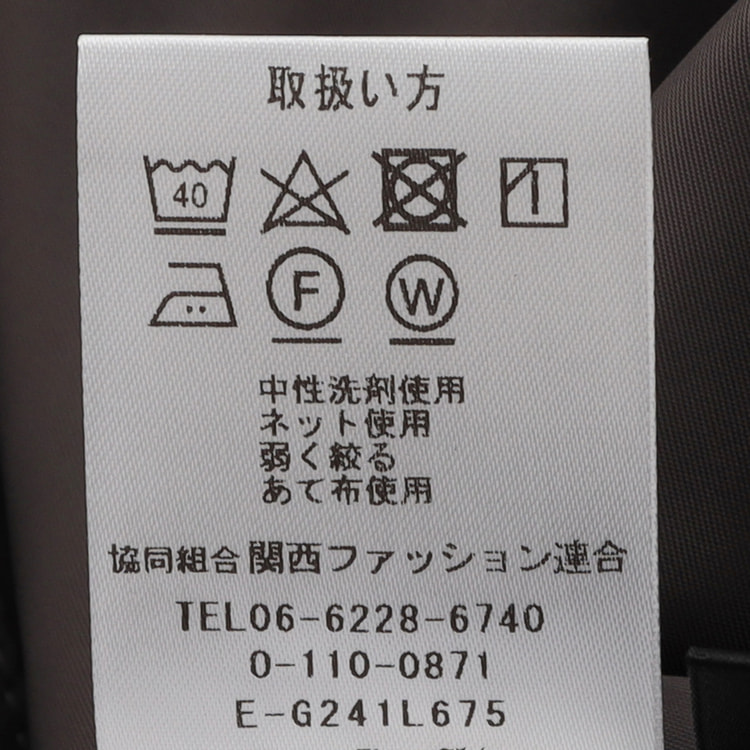 取扱い方
40
F W
中性洗剤使用
ネット使用
弱く絞る
あて布使用
協同組合関西ファッション連合
TEL06-6228-6740
0-110-0871
E-G241L675